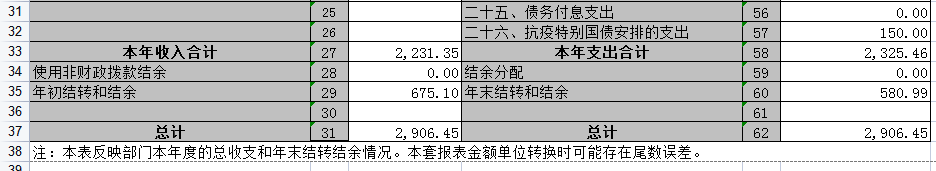 31 25 二十五、债务付息支出 56 0.00
32 26 二十六、抗疫特别国债安排的支出 57 150.00
33 本年收入合计 27 2,231.35 本年支出合计 58 2,325.46
34 使用非财政拨款结余 28 0.00 结余分配 59 0.00
35 年初结转和结余 29 675.10 年末结转和结余 60 580.99
36 30 61
37 总计 31 2,906.45 总计 62 2,906.45
38 注：本表反映部门本年度的总收支和年末结转结余情况。本套报表金额单位转换时可能存在尾数误差。
39